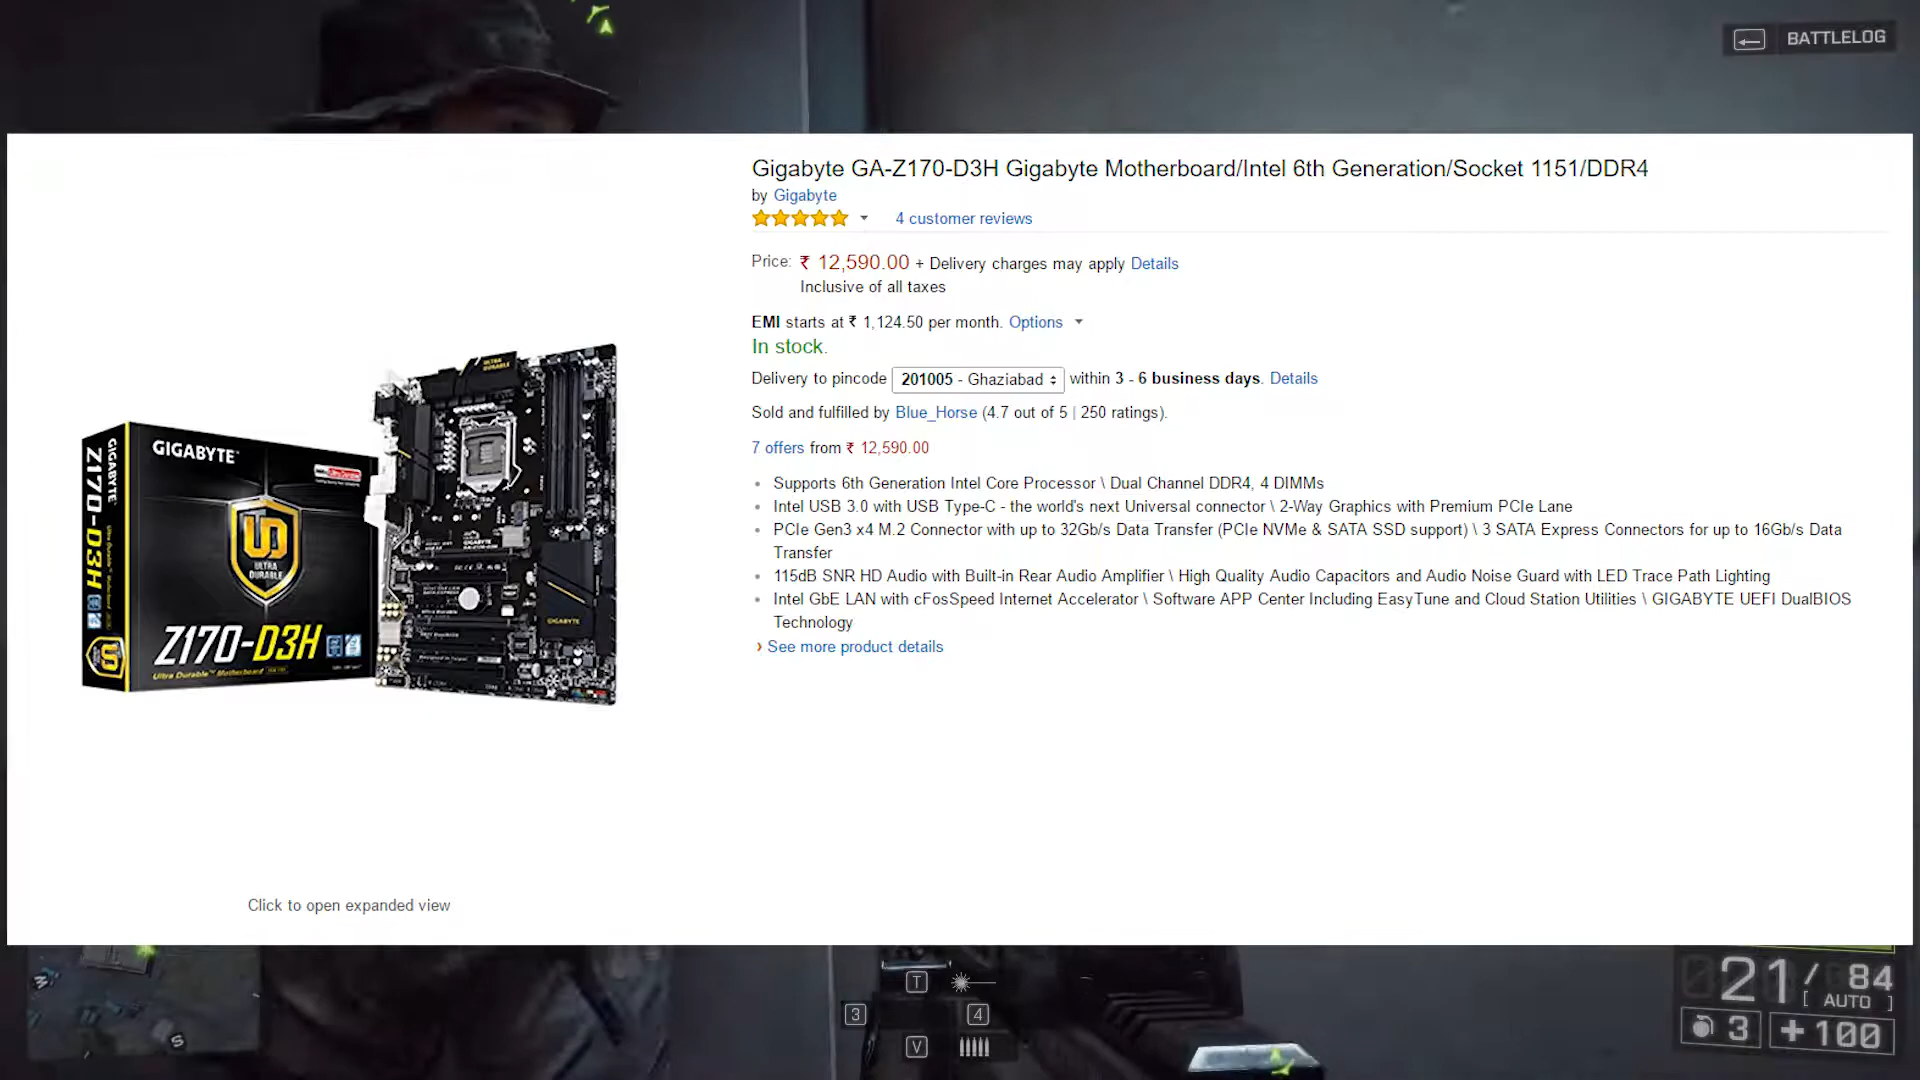 BATTLELOG
Gigabyte GA-Z170-D3H Gigabyte Motherboard/Intel 6th Generation/Socket 1151/DDR4
by Gigabyte
4 customer reviews
Price: ₹ 12,590.00 + Delivery charges may apply Details
Inclusive of all taxes
EMI starts at ₹ 1,124.50 per month. Options
In stock.
Delivery to pincode 201005 - Ghaziabad within 3 - 6 business days. Details
Sold and fulfilled by Blue_Horse (4.7 out of 5 | 250 ratings).
7 offers from ₹ 12,590.00
Supports 6th Generation Intel Core Processor \ Dual Channel DDR4, 4 DIMMs
Intel USB 3.0 with USB Type-C - the world's next Universal connector \ 2-Way Graphics with Premium PCIe Lane
PCIe Gen3 x4 M.2 Connector with up to 32Gb/s Data Transfer (PCIe NVMe & SATA SSD support) \ 3 SATA Express Connectors for up to 16Gb/s Data
Transfer
115dB SNR HD Audio with Built-in Rear Audio Amplifier \ High Quality Audio Capacitors and Audio Noise Guard with LED Trace Path Lighting
Intel GbE LAN with cFosSpeed Internet Accelerator \ Software APP Center Including EasyTune and Cloud Station Utilities \ GIGABYTE UEFI DualBIOS
Technology
› See more product details
GIGABYTE
Z170-D3H
GIGABYTE™
UD
ULTRA
DURABLE
Z170-D3H
Ultra Durable™ Motherboard
ULTRA
DURABLE
GIGABYTE
Click to open expanded view
T
3
4
V
S
021/ 84
[ AUTO ]
3
+100